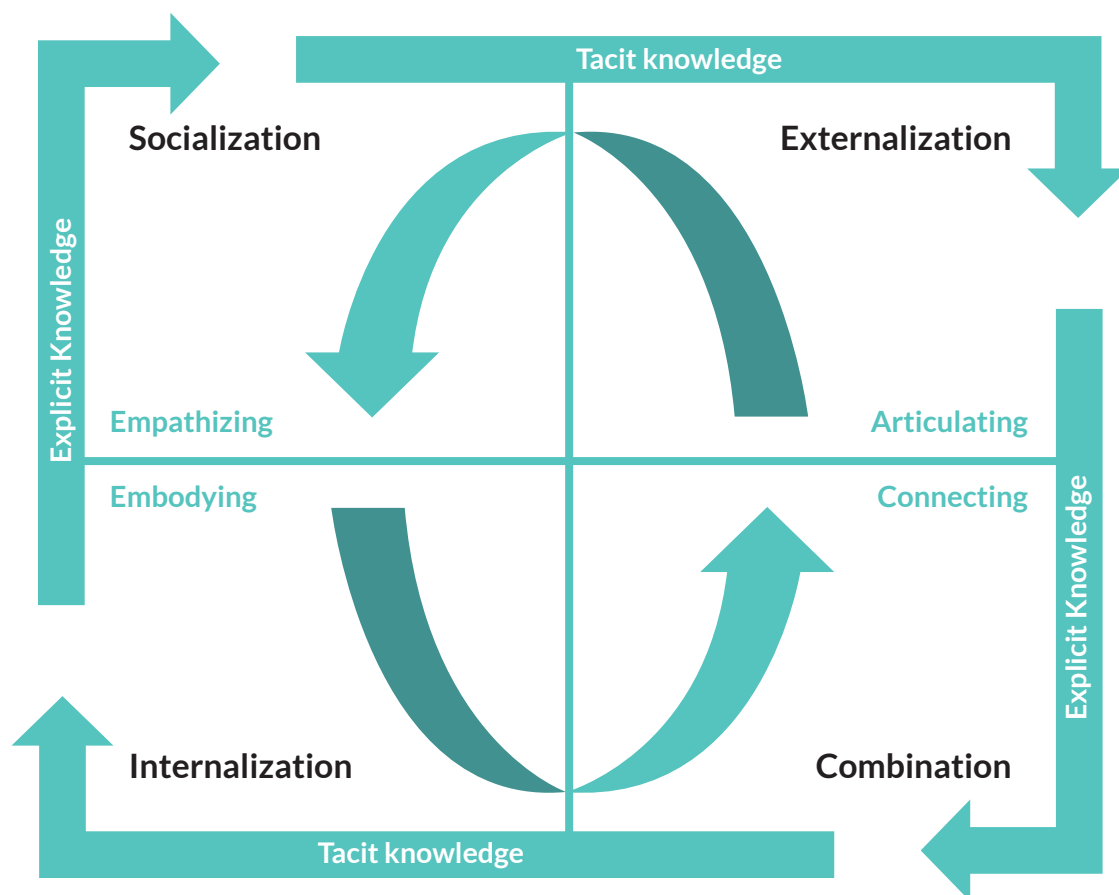 Tacit knowledge
Socialization
Externalization
Explicit Knowledge
Empathizing
Articulating
Embodying
Connecting
Explicit Knowledge
Internalization
Combination
Tacit knowledge